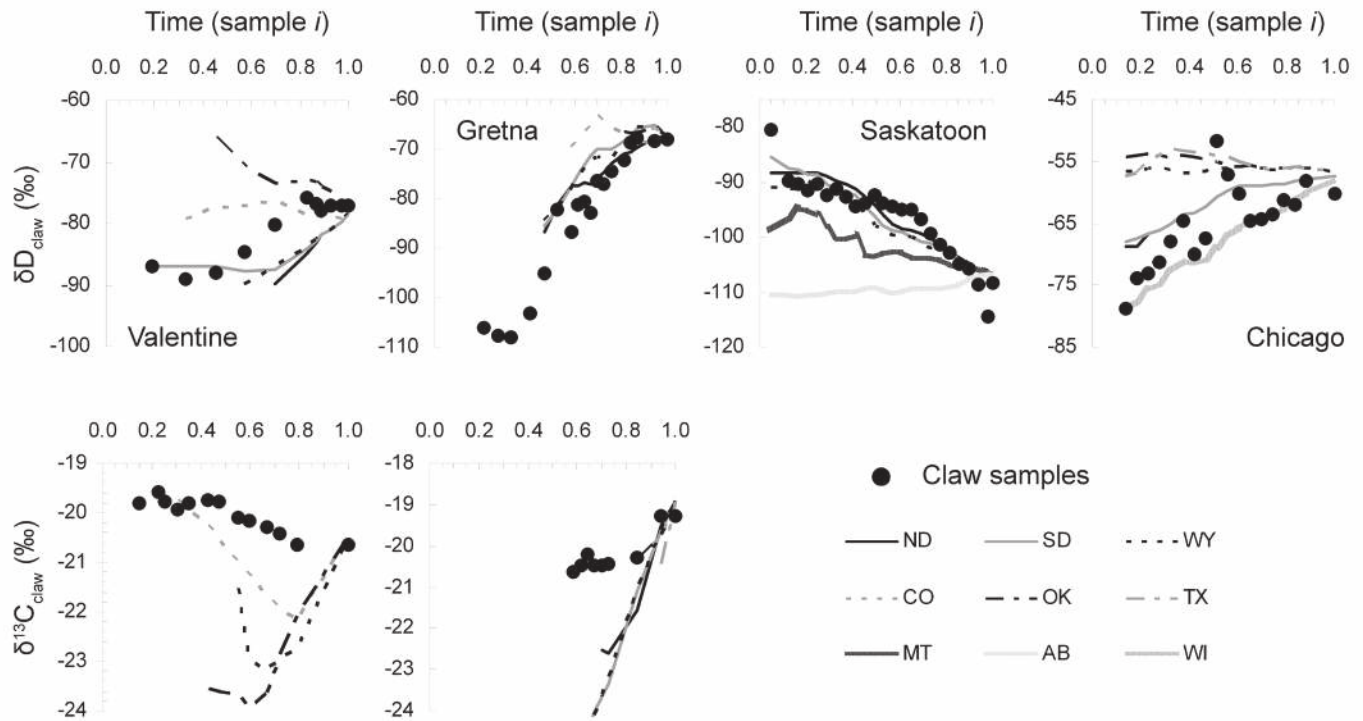 Time (sample i) Time (sample i) Time (sample i) Time (sample i)
0.0 0.2 0.4 0.6 0.8 1.0 0.0 0.2 0.4 0.6 0.8 1.0 0.0 0.2 0.4 0.6 0.8 1.0 0.0 0.2 0.4 0.6 0.8 1.0
δD_claw (‰)
-60
-70
-80
-90
-100
Valentine
-60
-70
-80
-90
-100
-110
Gretna
-80
-90
-100
-110
-120
Saskatoon
-45
-55
-65
-75
-85
Chicago
0.0 0.2 0.4 0.6 0.8 1.0 0.0 0.2 0.4 0.6 0.8 1.0
δ¹³C_claw (‰)
-19
-20
-21
-22
-23
-24
-18
-19
-20
-21
-22
-23
-24
Claw samples
ND SD WY
CO OK TX
MT AB WI